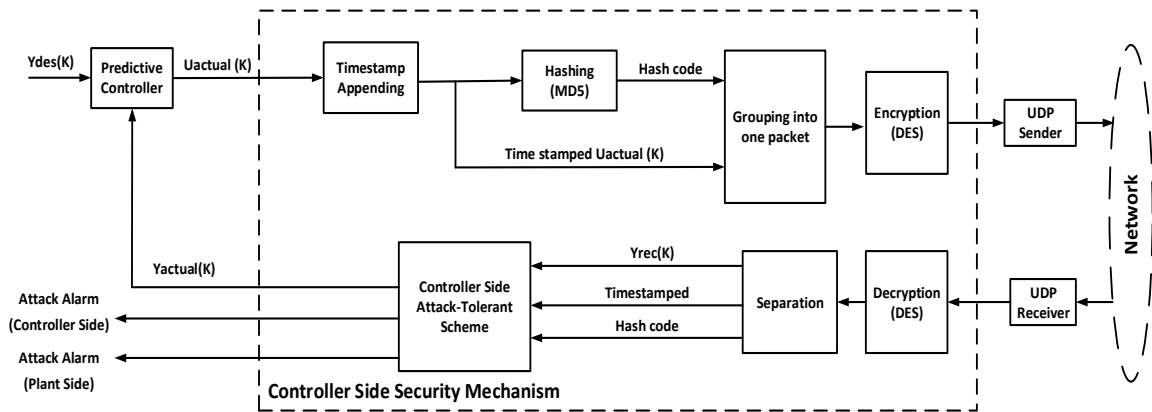 Ydes(K)
Predictive
Controller
Uactual (K)
Timestamp
Appending
Hashing
(MD5)
Hash code
Time stamped Uactual (K)
Grouping into
one packet
Encryption
(DES)
UDP
Sender
Network
Yactual(K)
Attack Alarm
(Controller Side)
Attack Alarm
(Plant Side)
Controller Side
Attack-Tolerant
Scheme
Yrec(K)
Timestamped
Hash code
Separation
Decryption
(DES)
UDP
Receiver
Controller Side Security Mechanism